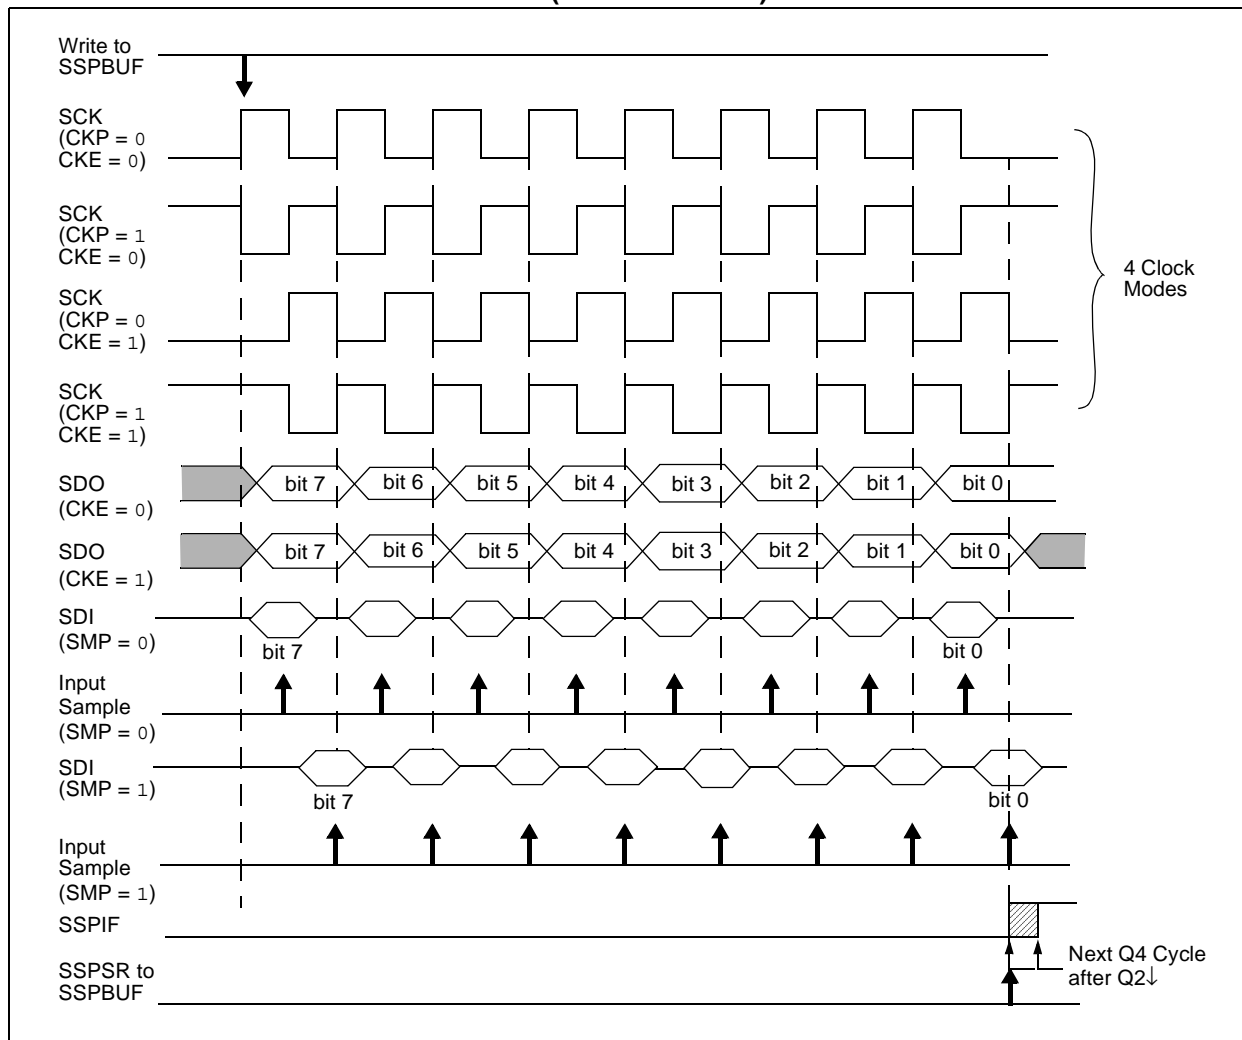 Write to
SSPBUF
SCK
(CKP = 0
CKE = 0)
SCK
(CKP = 1
CKE = 0)
SCK
(CKP = 0
CKE = 1)
SCK
(CKP = 1
CKE = 1)
4 Clock
Modes
SDO
(CKE = 0)
bit 7 bit 6 bit 5 bit 4 bit 3 bit 2 bit 1 bit 0
SDO
(CKE = 1)
bit 7 bit 6 bit 5 bit 4 bit 3 bit 2 bit 1 bit 0
SDI
(SMP = 0)
bit 7 bit 0
Input
Sample
(SMP = 0)
SDI
(SMP = 1)
bit 7 bit 0
Input
Sample
(SMP = 1)
SSPIF
SSPSR to
SSPBUF
Next Q4 Cycle
after Q2↓